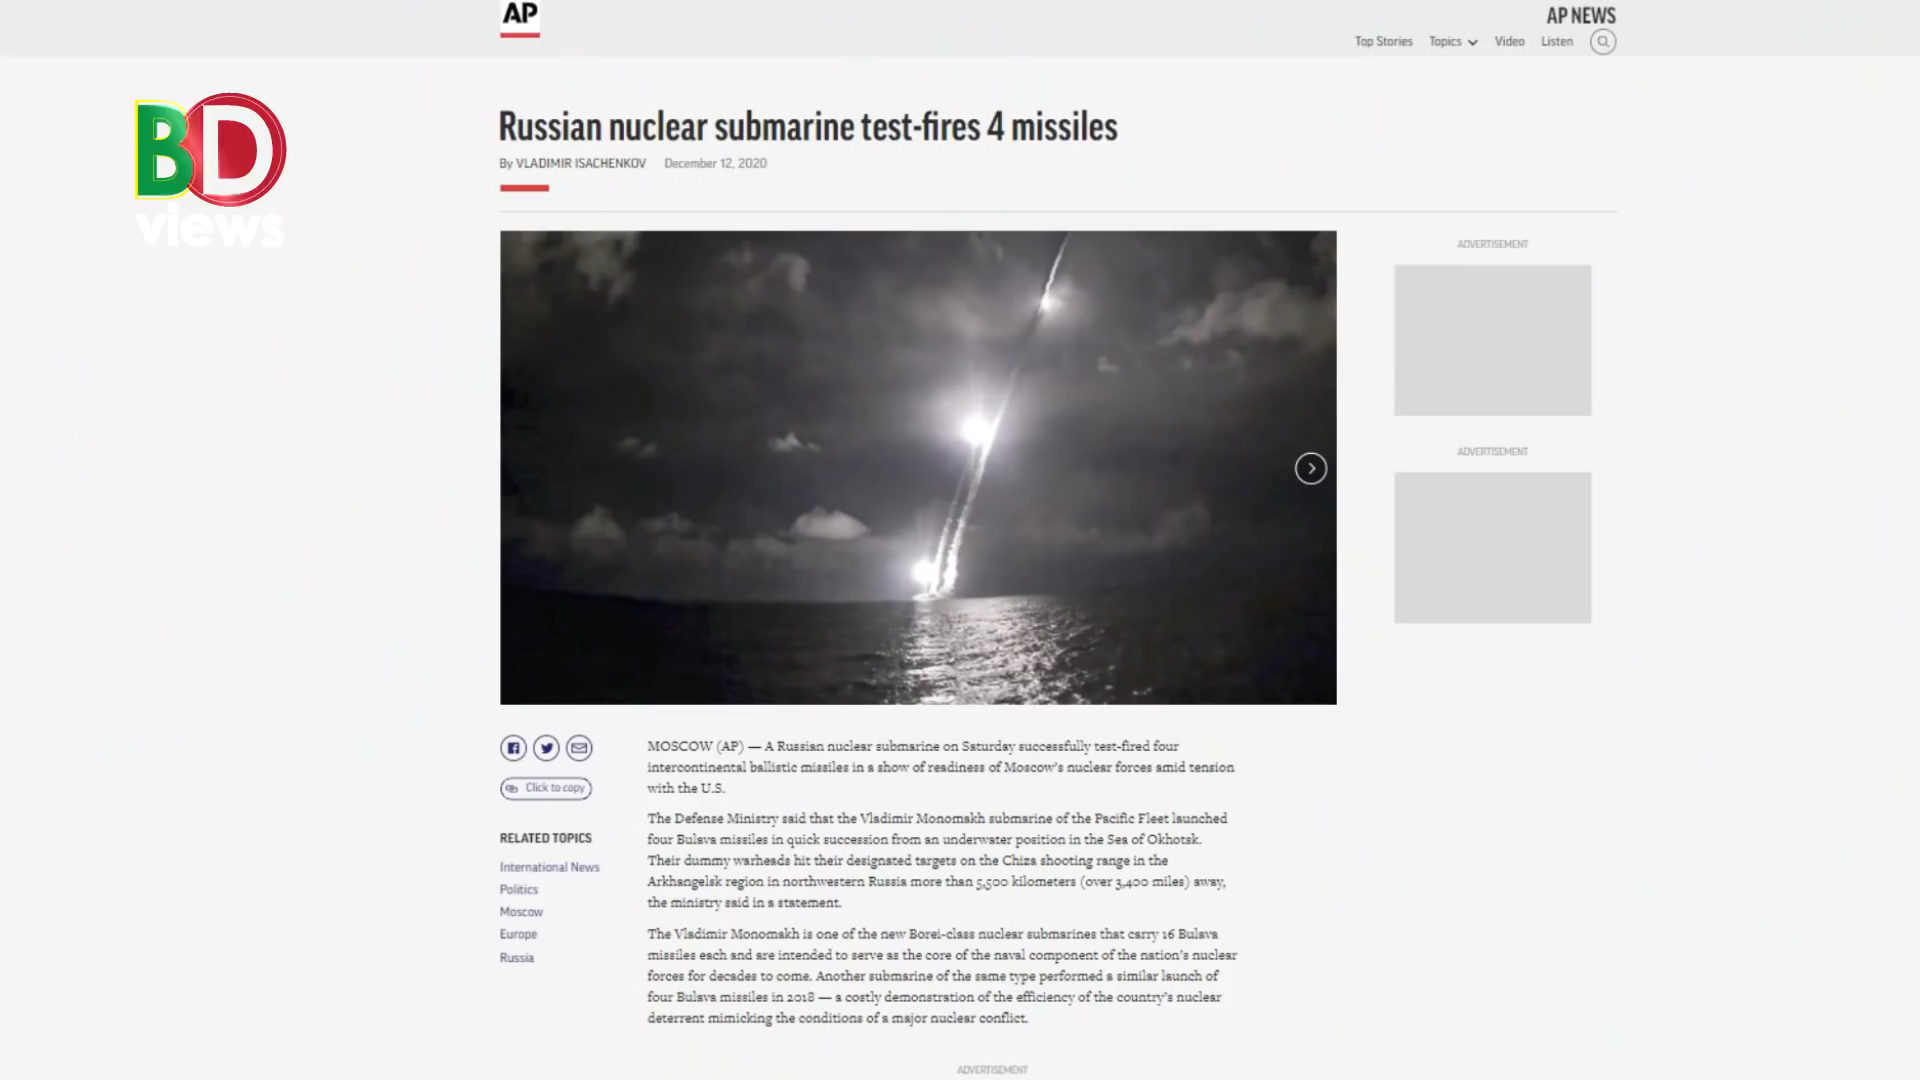 AP
AP NEWS
Top Stories Topics Video Listen
BD
views
Russian nuclear submarine test-fires 4 missiles
By VLADIMIR ISACHENKOV December 12, 2020
ADVERTISEMENT
ADVERTISEMENT
Click to copy
RELATED TOPICS
International News
Politics
Moscow
Europe
Russia
MOSCOW (AP) — A Russian nuclear submarine on Saturday successfully test-fired four
intercontinental ballistic missiles in a show of readiness of Moscow's nuclear forces amid tension
with the U.S.
The Defense Ministry said that the Vladimir Monomakh submarine of the Pacific Fleet launched
four Bulava missiles in quick succession from an underwater position in the Sea of Okhotsk.
Their dummy warheads hit their designated targets on the Chiza shooting range in the
Arkhangelsk region in northwestern Russia more than 5,500 kilometers (over 3,400 miles) away,
the ministry said in a statement.
The Vladimir Monomakh is one of the new Borei-class nuclear submarines that carry 16 Bulava
missiles each and are intended to serve as the core of the naval component of the nation's nuclear
forces for decades to come. Another submarine of the same type performed a similar launch of
four Bulava missiles in 2018 — a costly demonstration of the efficiency of the country's nuclear
deterrent mimicking the conditions of a major nuclear conflict.
ADVERTISEMENT